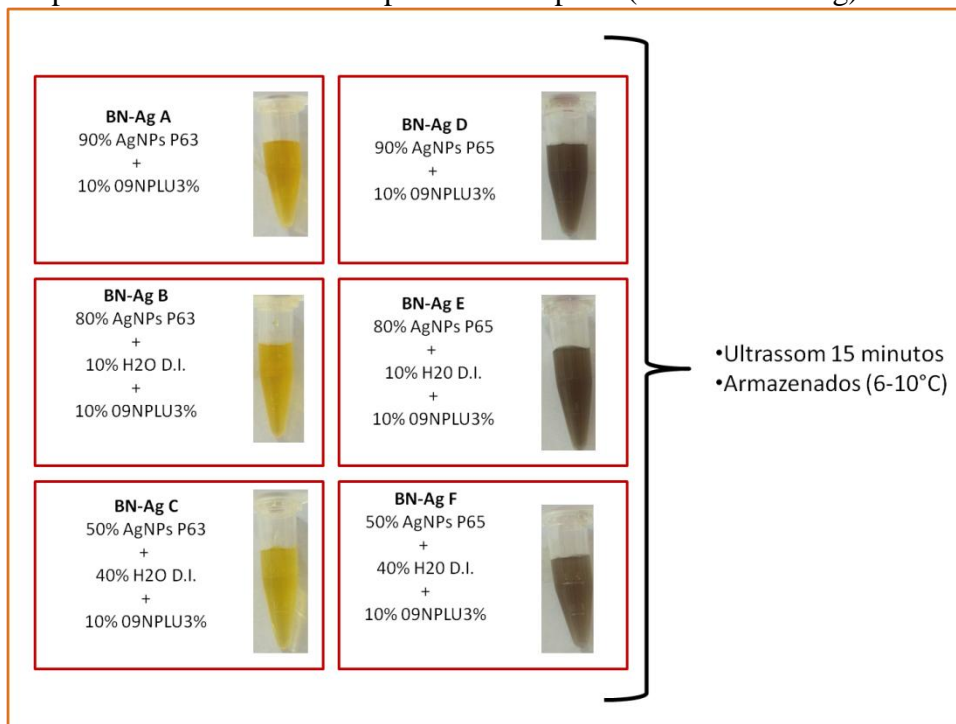 BN-Ag A
90% AgNPs P63
+
10% 09NPLU3%
BN-Ag D
90% AgNPs P65
+
10% 09NPLU3%
BN-Ag B
80% AgNPs P63
+
10% H2O D.I.
+
10% 09NPLU3%
BN-Ag E
80% AgNPs P65
+
10% H20 D.I.
+
10% 09NPLU3%
BN-Ag C
50% AgNPs P63
+
40% H2O D.I.
+
10% 09NPLU3%
BN-Ag F
50% AgNPs P65
+
40% H20 D.I.
+
10% 09NPLU3%
•Ultrassom 15 minutos
•Armazenados (6-10°C)